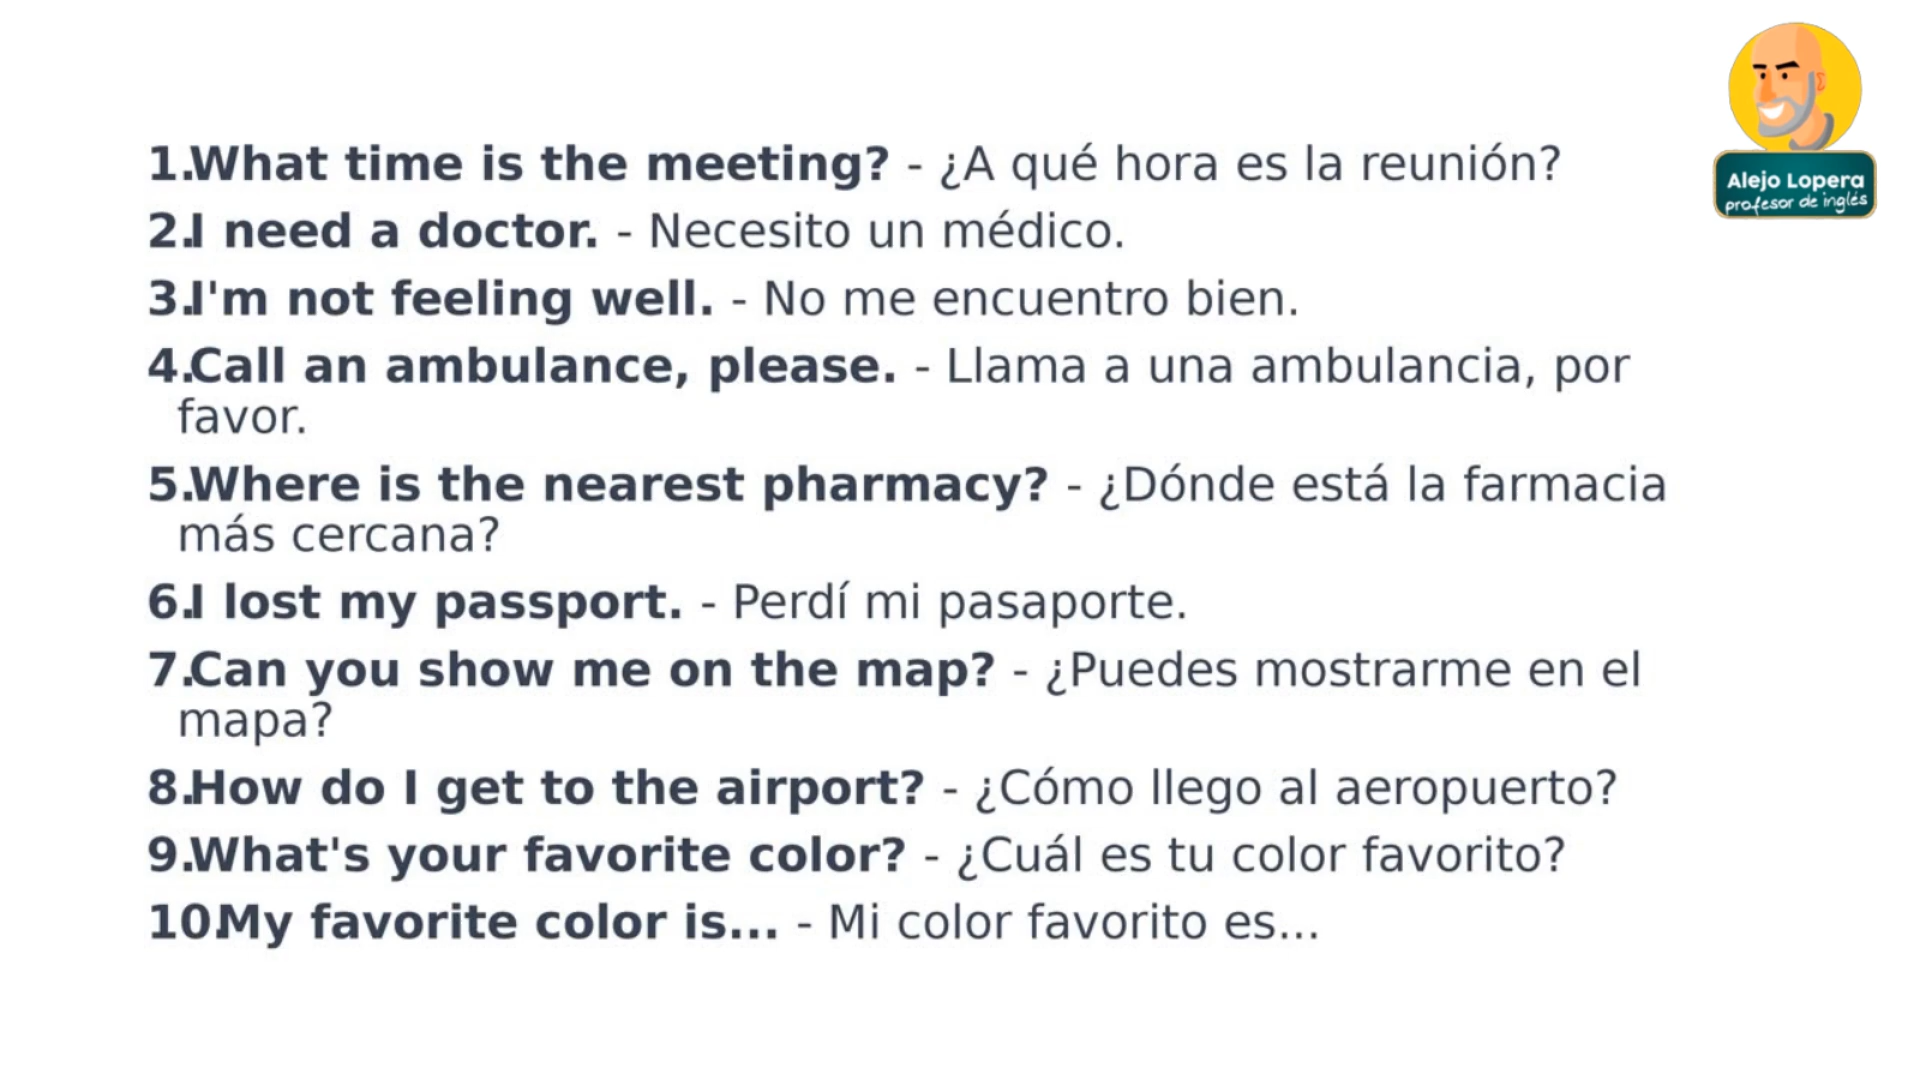 1.What time is the meeting? - ¿A qué hora es la reunión?
2.I need a doctor. - Necesito un médico.
3.I'm not feeling well. - No me encuentro bien.
4.Call an ambulance, please. - Llama a una ambulancia, por
favor.
5.Where is the nearest pharmacy? - ¿Dónde está la farmacia
más cercana?
6.I lost my passport. - Perdí mi pasaporte.
7.Can you show me on the map? - ¿Puedes mostrarme en el
mapa?
8.How do I get to the airport? - ¿Cómo llego al aeropuerto?
9.What's your favorite color? - ¿Cuál es tu color favorito?
10.My favorite color is... - Mi color favorito es...
Alejo Lopera
profesor de inglés